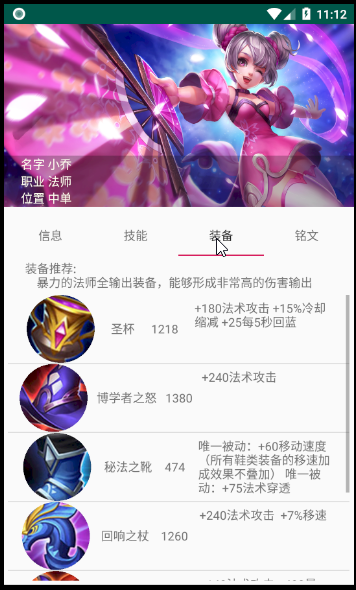 11:12
名字 小乔
职业 法师
位置 中单
信息 技能 装备 铭文
装备推荐:
暴力的法师全输出装备，能够形成非常高的伤害输出
圣杯 1218
+180法术攻击 +15%冷却
缩减 +25每5秒回蓝
博学者之怒 1380
+240法术攻击
秘法之靴 474
唯一被动：+60移动速度
（所有鞋类装备的移速加
成效果不叠加） 唯一被
动：+75法术穿透
回响之杖 1260
+240法术攻击 +7%移速